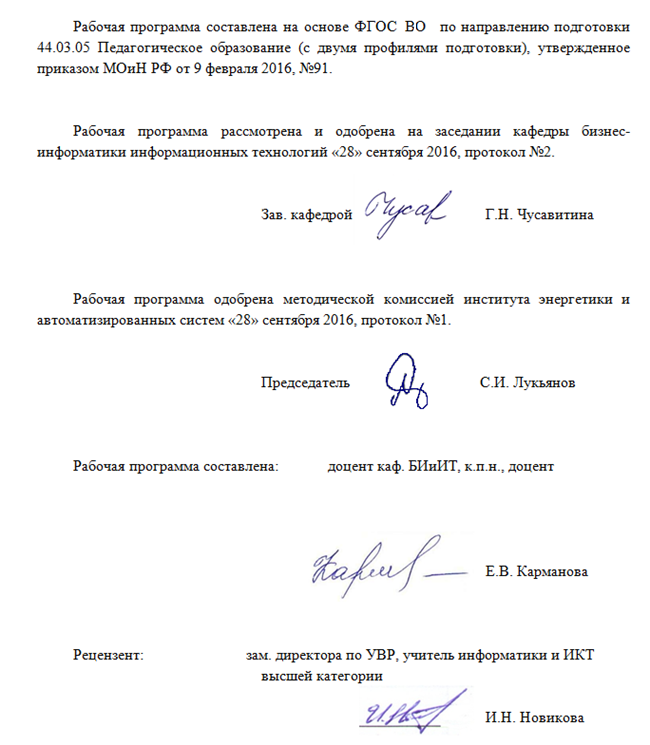 Рабочая программа составлена на основе ФГОС ВО по направлению подготовки
44.03.05 Педагогическое образование (с двумя профилями подготовки), утвержденное
приказом МОиН РФ от 9 февраля 2016, №91.
Рабочая программа рассмотрена и одобрена на заседании кафедры бизнес-
информатики информационных технологий «28» сентября 2016, протокол №2.
Зав. кафедрой Г.Н. Чусавитина
Рабочая программа одобрена методической комиссией института энергетики и
автоматизированных систем «28» сентября 2016, протокол №1.
Председатель С.И. Лукьянов
Рабочая программа составлена: доцент каф. БИиИТ, к.п.н., доцент
Е.В. Карманова
Рецензент: зам. директора по УВР, учитель информатики и ИКТ
высшей категории
И.Н. Новикова